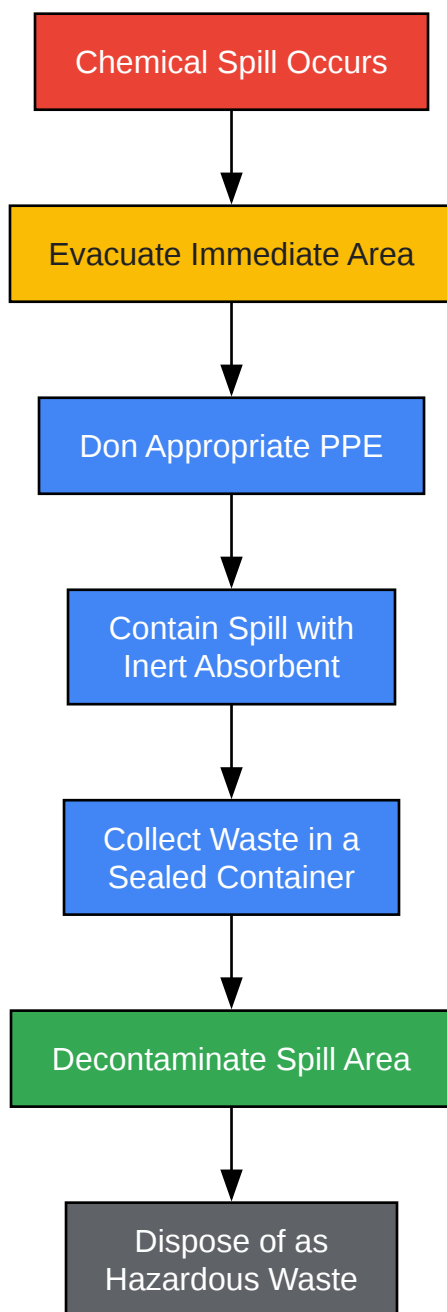 Chemical Spill Occurs
Evacuate Immediate Area
Don Appropriate PPE
Contain Spill with
Inert Absorbent
Collect Waste in a
Sealed Container
Decontaminate Spill Area
Dispose of as
Hazardous Waste